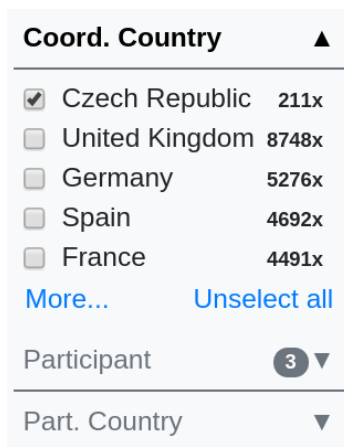 Coord. Country ▲
Czech Republic 211x
United Kingdom 8748x
Germany 5276x
Spain 4692x
France 4491x
More... Unselect all
Participant 3 ▼
Part. Country ▼